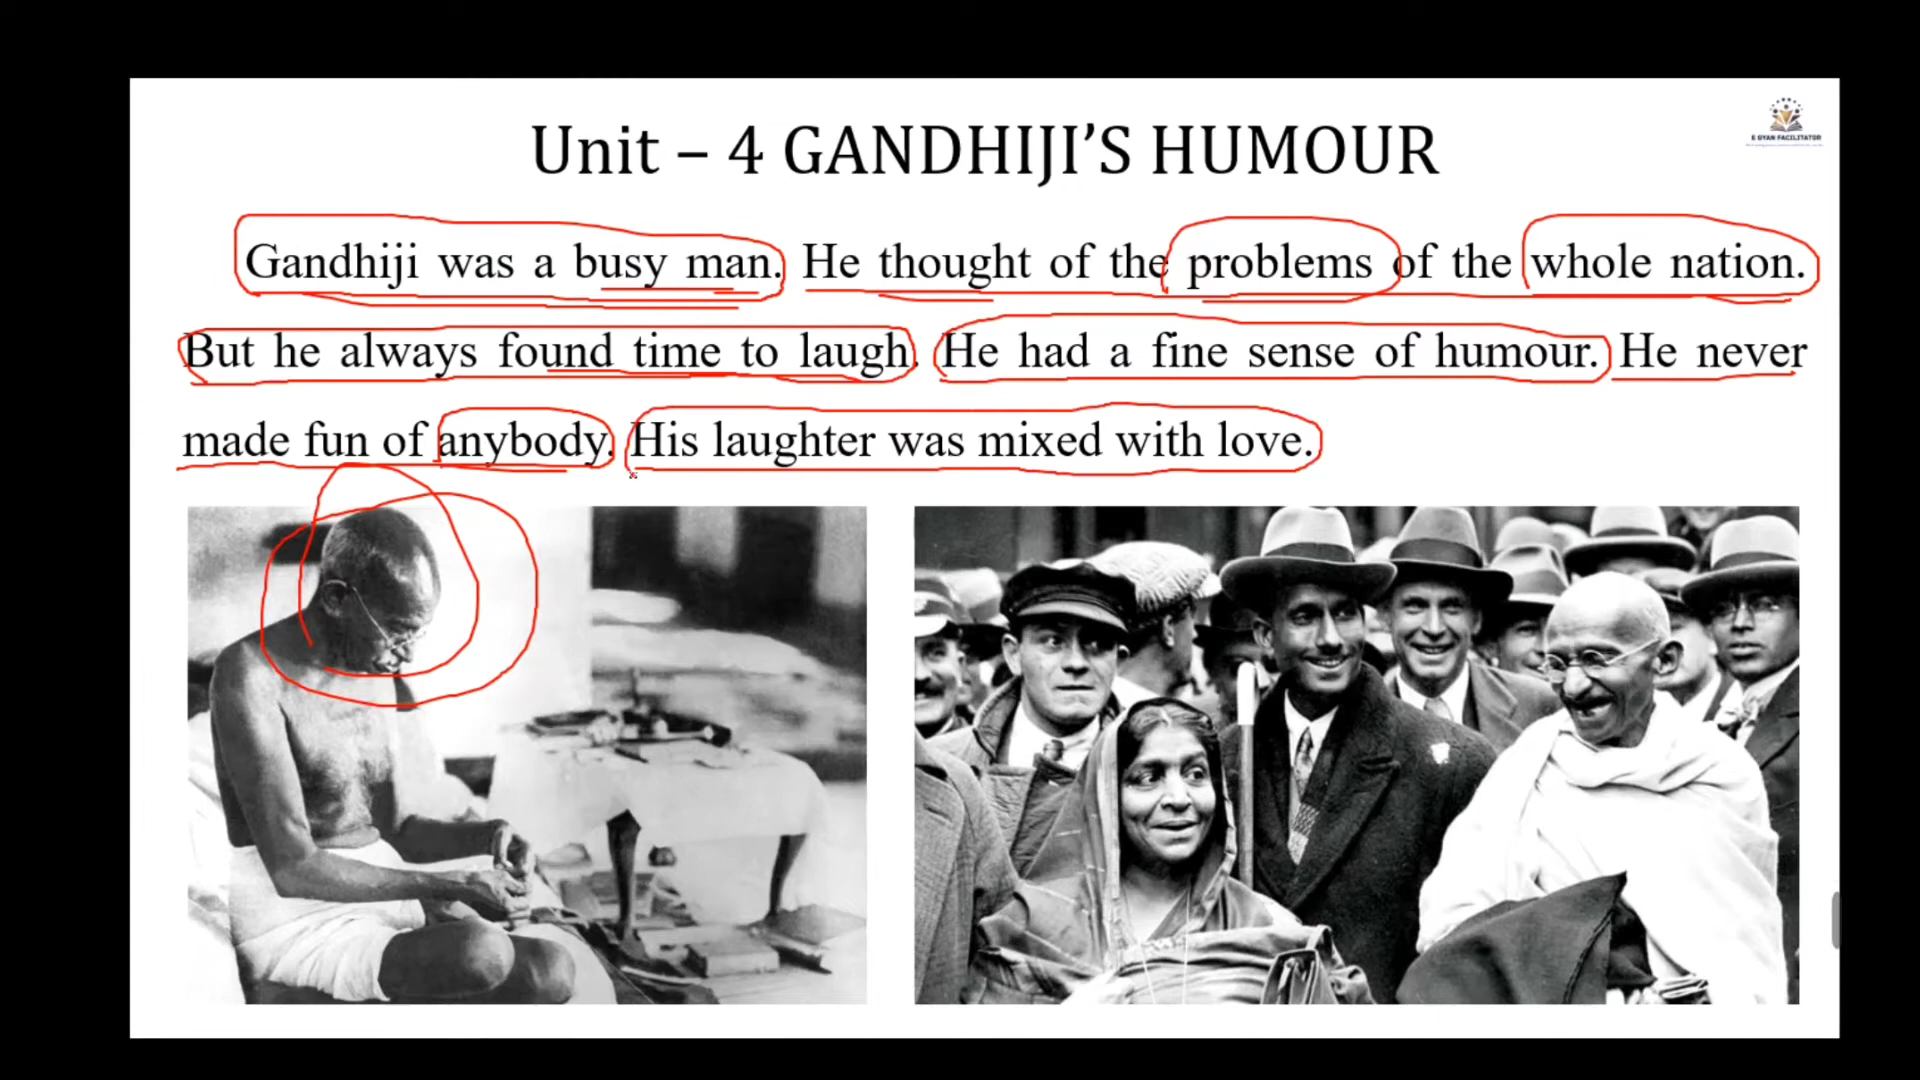 Unit – 4 GANDHIJI’S HUMOUR
E GYAN FACILITATOR
Gandhiji was a busy man. He thought of the problems of the whole nation.
But he always found time to laugh. He had a fine sense of humour. He never
made fun of anybody. His laughter was mixed with love.